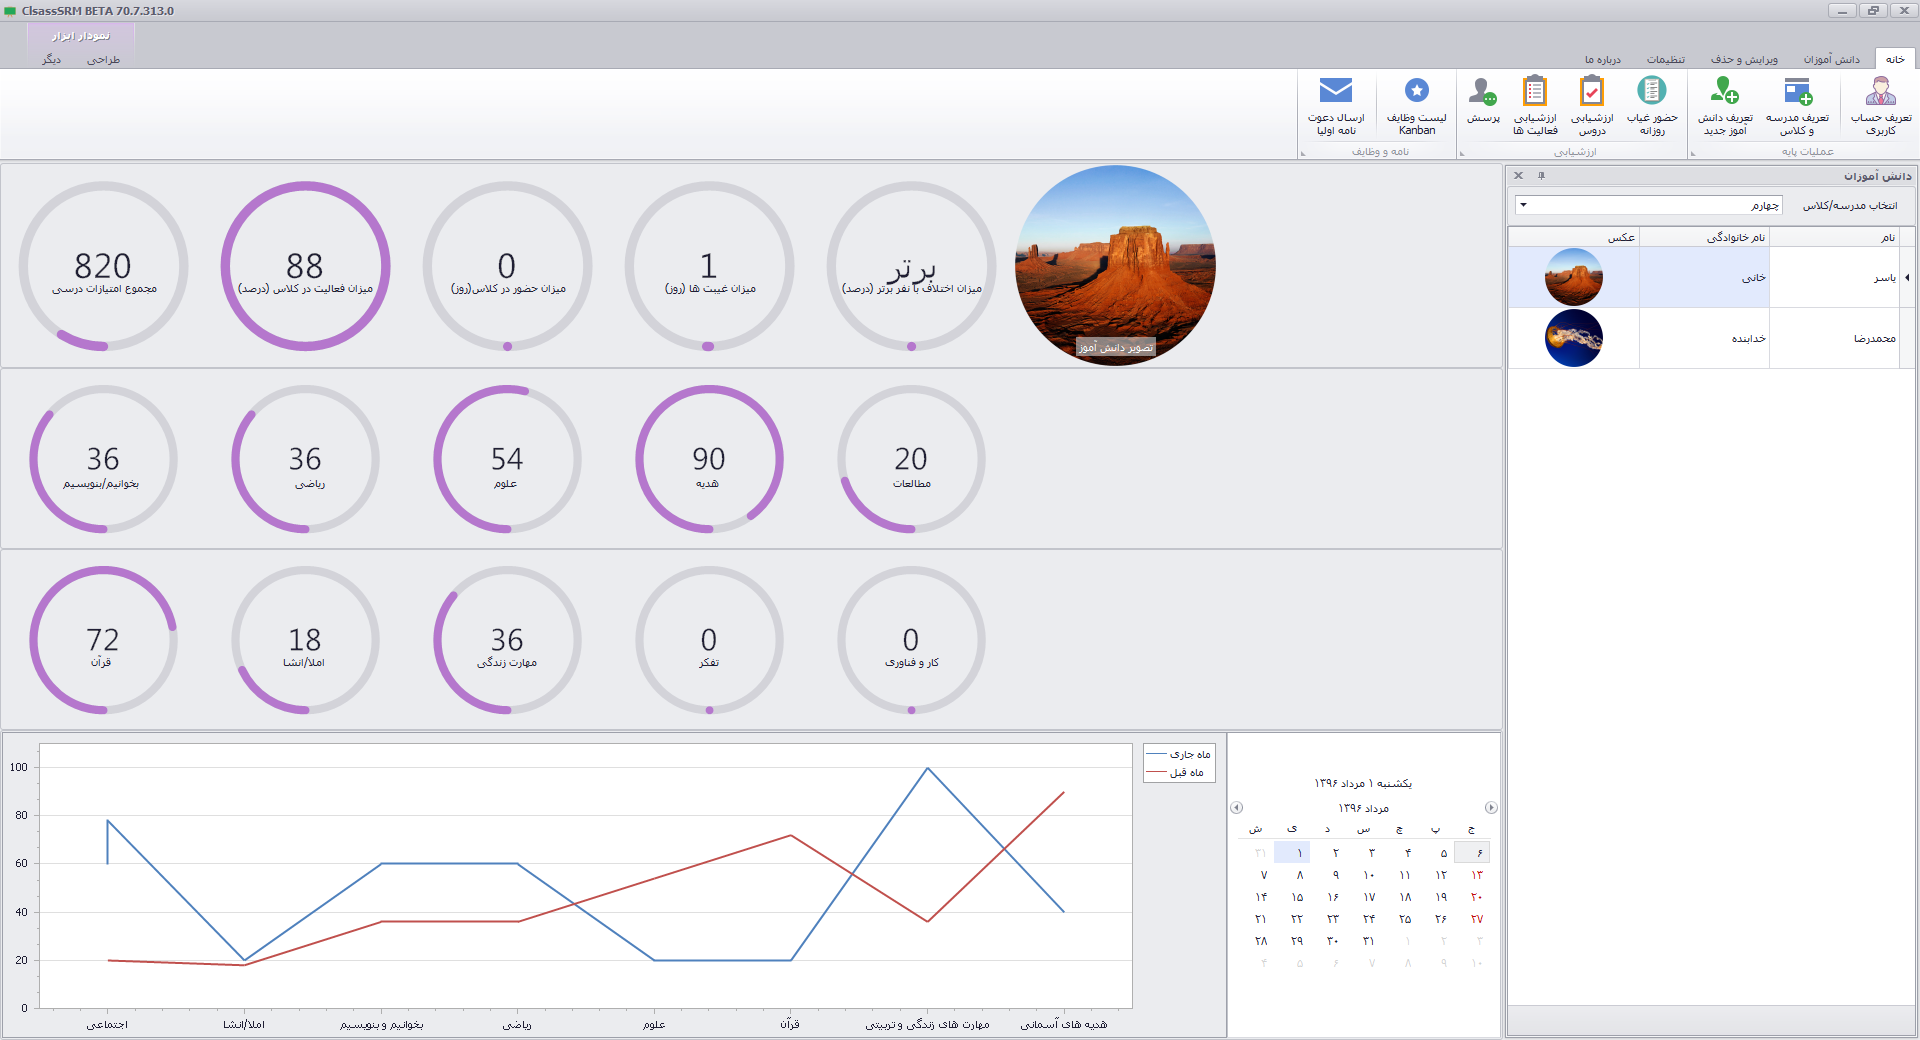 ClsassSRM BETA 70.7.313.0
نمودار ابزار
خانه
دانش آموزان
ویرایش و حذف
تنظیمات
درباره ما
طراحی
دیگر
تعریف حساب کاربری
تعریف مدرسه و کلاس
تعریف دانش آموز جدید
عملیات پایه
حضور غیاب روزانه
ارزشیابی دروس
ارزشیابی فعالیت ها
پرسش
ارزشیابی
لیست وظایف Kanban
ارسال دعوت نامه اولیا
نامه و وظایف
دانش آموزان
انتخاب مدرسه/کلاس
چهارم
نام
نام خانوادگی
عکس
یاسر
خانی
محمدرضا
خدابنده
820
مجموع امتیازات درسی
88
میزان فعالیت در کلاس (درصد)
0
میزان حضور در کلاس(روز)
1
میزان غیبت ها (روز)
برتر
میزان اختلاف با نفر برتر (درصد)
تصویر دانش آموز
36
بخوانیم/بنویسیم
36
ریاضی
54
علوم
90
هدیه
20
مطالعات
72
قرآن
18
املا/انشا
36
مهارت زندگی
0
تفکر
0
کار و فناوری
100
80
60
40
20
0
اجتماعی
املا/انشا
بخوانیم و بنویسیم
ریاضی
علوم
قرآن
مهارت های زندگی و تربیتی
هدیه های آسمانی
ماه جاری
ماه قبل
یکشنبه ۱ مرداد ۱۳۹۶
مرداد ۱۳۹۶
ش ی د س چ پ ج
۳۱ ۱ ۲ ۳ ۴ ۵ ۶
۷ ۸ ۹ ۱۰ ۱۱ ۱۲ ۱۳
۱۴ ۱۵ ۱۶ ۱۷ ۱۸ ۱۹ ۲۰
۲۱ ۲۲ ۲۳ ۲۴ ۲۵ ۲۶ ۲۷
۲۸ ۲۹ ۳۰ ۳۱ ۱ ۲ ۳
۴ ۵ ۶ ۷ ۸ ۹ ۱۰